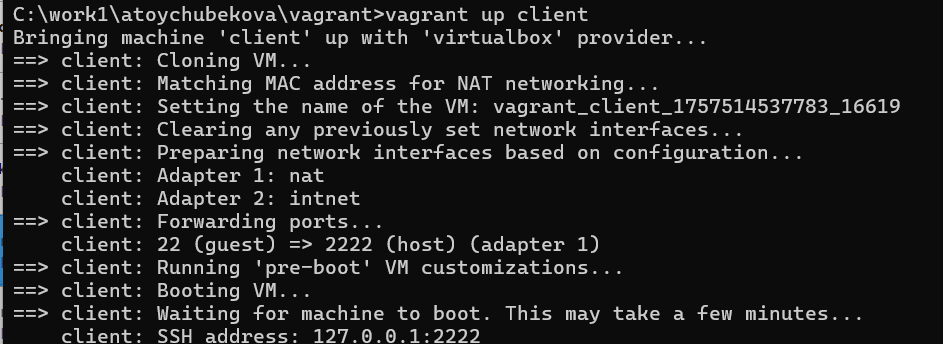 C:\work1\atoychubekova\vagrant>vagrant up client
Bringing machine 'client' up with 'virtualbox' provider...
==> client: Cloning VM...
==> client: Matching MAC address for NAT networking...
==> client: Setting the name of the VM: vagrant_client_1757514537783_16619
==> client: Clearing any previously set network interfaces...
==> client: Preparing network interfaces based on configuration...
    client: Adapter 1: nat
    client: Adapter 2: intnet
==> client: Forwarding ports...
    client: 22 (guest) => 2222 (host) (adapter 1)
==> client: Running 'pre-boot' VM customizations...
==> client: Booting VM...
==> client: Waiting for machine to boot. This may take a few minutes...
    client: SSH address: 127.0.0.1:2222